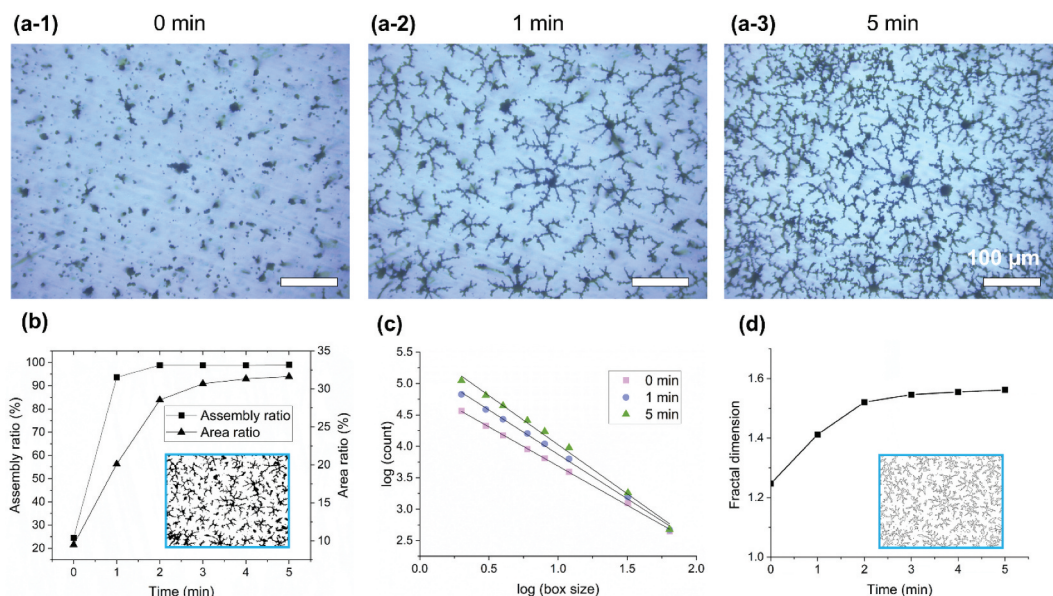 (a-1) 0 min
(a-2) 1 min
(a-3) 5 min
100 µm
(b)
100
90
80
70
60
50
40
30
20
Assembly ratio (%)
35
30
25
20
15
10
Area ratio (%)
Assembly ratio
Area ratio
0 1 2 3 4 5
Time (min)
(c)
5.5
5.0
4.5
4.0
3.5
3.0
2.5
log (count)
0 min
1 min
5 min
0.0 0.5 1.0 1.5 2.0
log (box size)
(d)
1.6
1.4
1.2
1.0
Fractal dimension
0 1 2 3 4 5
Time (min)